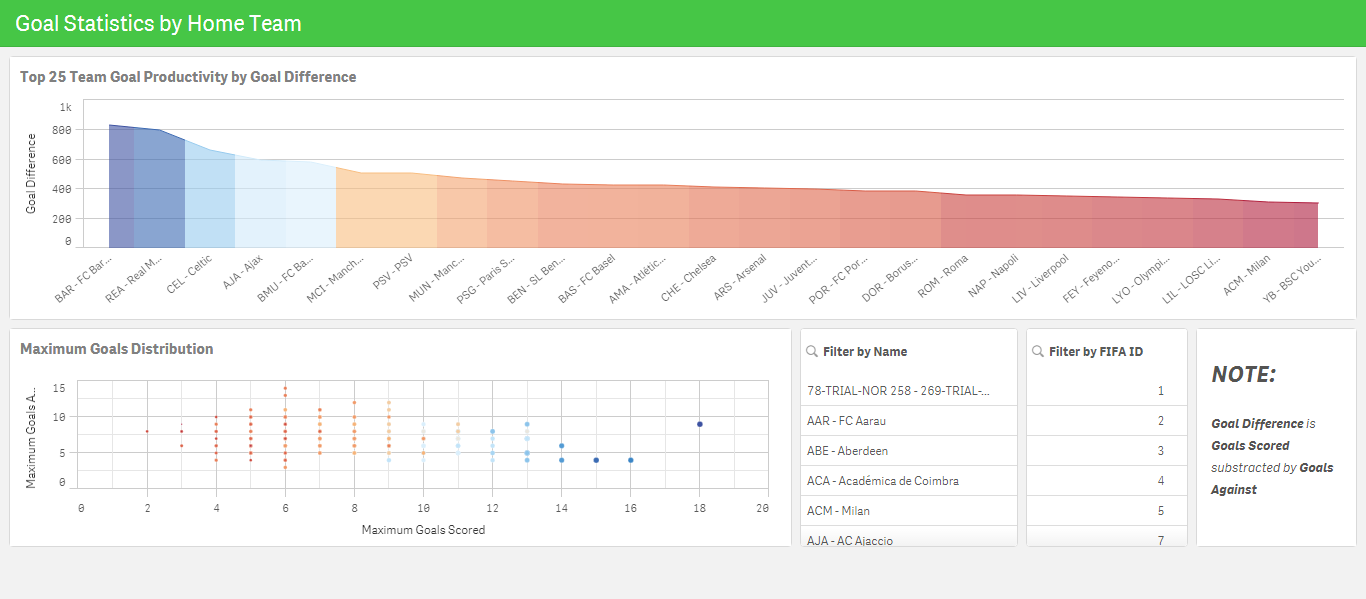 Goal Statistics by Home Team
Top 25 Team Goal Productivity by Goal Difference
Goal Difference
1k
800
600
400
200
0
BAR - FC Bar...
REA - Real M...
CEL - Celtic
AJA - Ajax
BMU - FC Ba...
MCI - Manch...
PSV - PSV
MUN - Manc...
PSG - Paris S...
BEN - SL Ben...
BAS - FC Basel
AMA - Atlétic...
CHE - Chelsea
ARS - Arsenal
JUV - Juvent...
POR - FC Por...
DOR - Borus...
ROM - Roma
NAP - Napoli
LIV - Liverpool
FEY - Feyeno...
LYO - Olympi...
LIL - LOSC Li...
ACM - Milan
YB - BSC You...
Maximum Goals Distribution
Maximum Goals A...
15
10
5
0
0 2 4 6 8 10 12 14 16 18 20
Maximum Goals Scored
Filter by Name
78-TRIAL-NOR 258 - 269-TRIAL-...
AAR - FC Aarau
ABE - Aberdeen
ACA - Académica de Coimbra
ACM - Milan
AJA - AC Ajaccio
Filter by FIFA ID
1
2
3
4
5
7
NOTE:
Goal Difference is
Goals Scored
substracted by Goals
Against